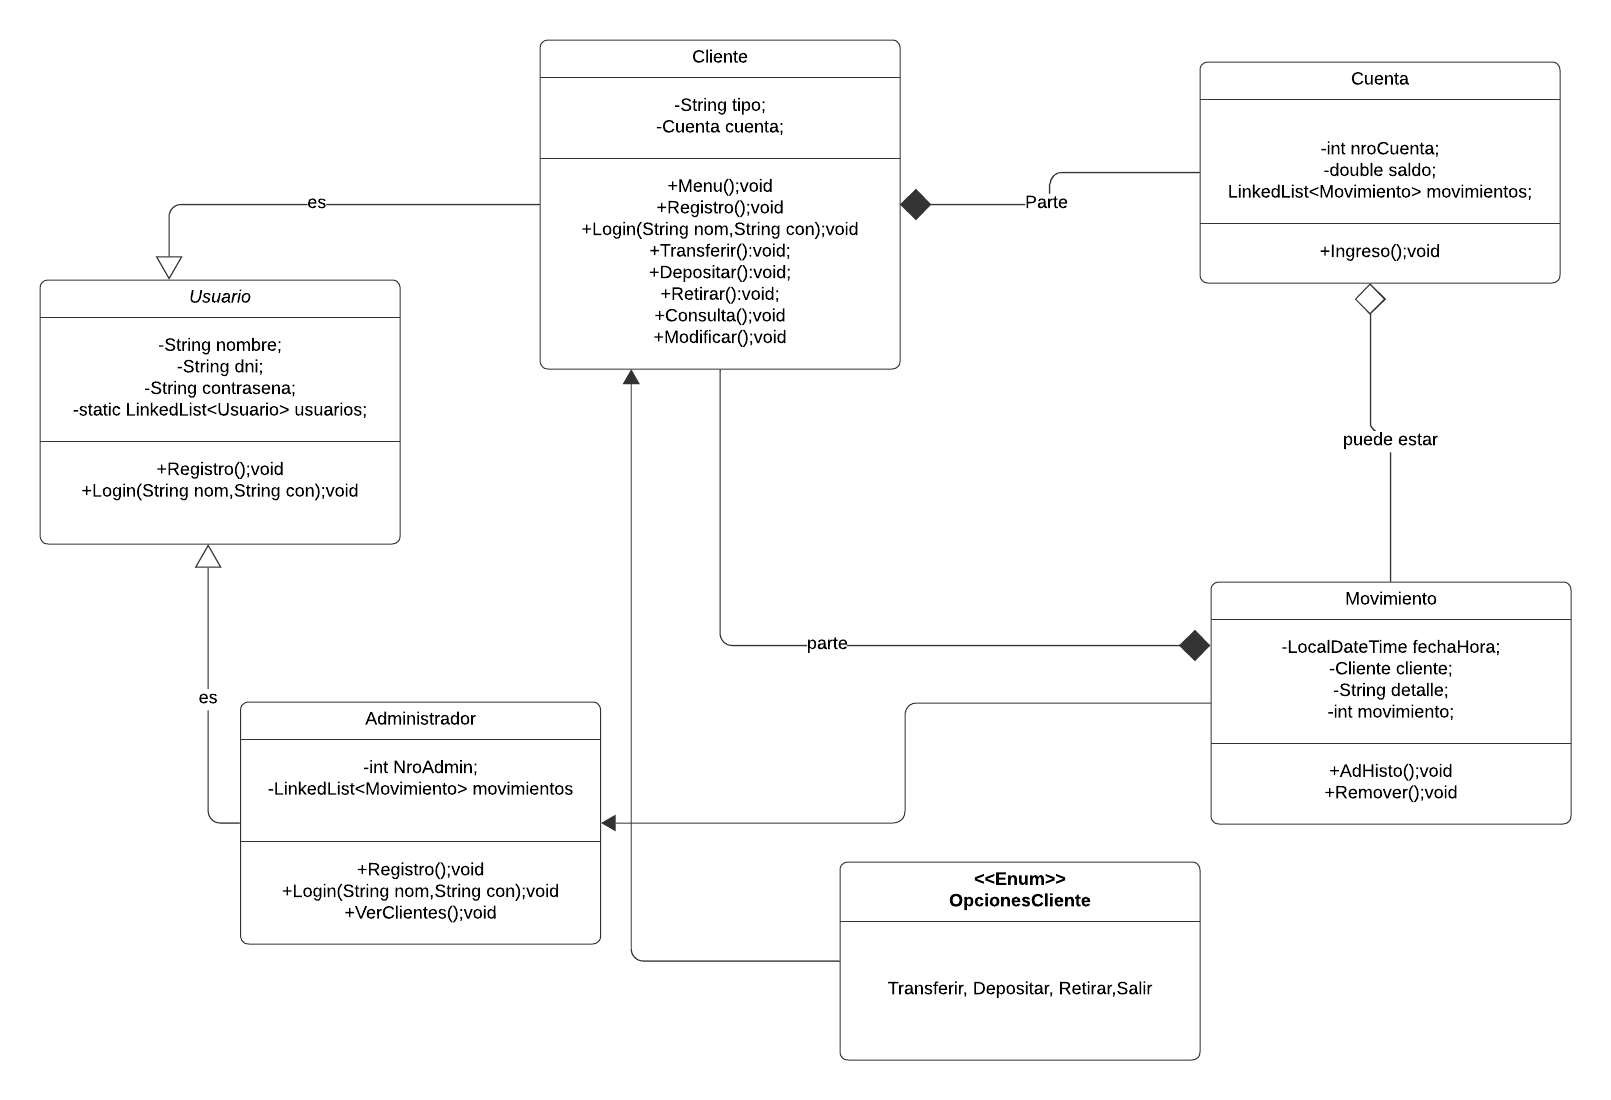 Cliente
-String tipo;
-Cuenta cuenta;
+Menu();void
+Registro();void
+Login(String nom,String con);void
+Transferir():void;
+Depositar():void;
+Retirar():void;
+Consulta();void
+Modificar();void
Cuenta
-int nroCuenta;
-double saldo;
LinkedList<Movimiento> movimientos;
+Ingreso();void
es
Parte
Usuario
-String nombre;
-String dni;
-String contrasena;
-static LinkedList<Usuario> usuarios;
+Registro();void
+Login(String nom,String con);void
puede estar
Movimiento
-LocalDateTime fechaHora;
-Cliente cliente;
-String detalle;
-int movimiento;
+AdHisto();void
+Remover();void
parte
es
Administrador
-int NroAdmin;
-LinkedList<Movimiento> movimientos
+Registro();void
+Login(String nom,String con);void
+VerClientes();void
<<Enum>>
OpcionesCliente
Transferir, Depositar, Retirar,Salir